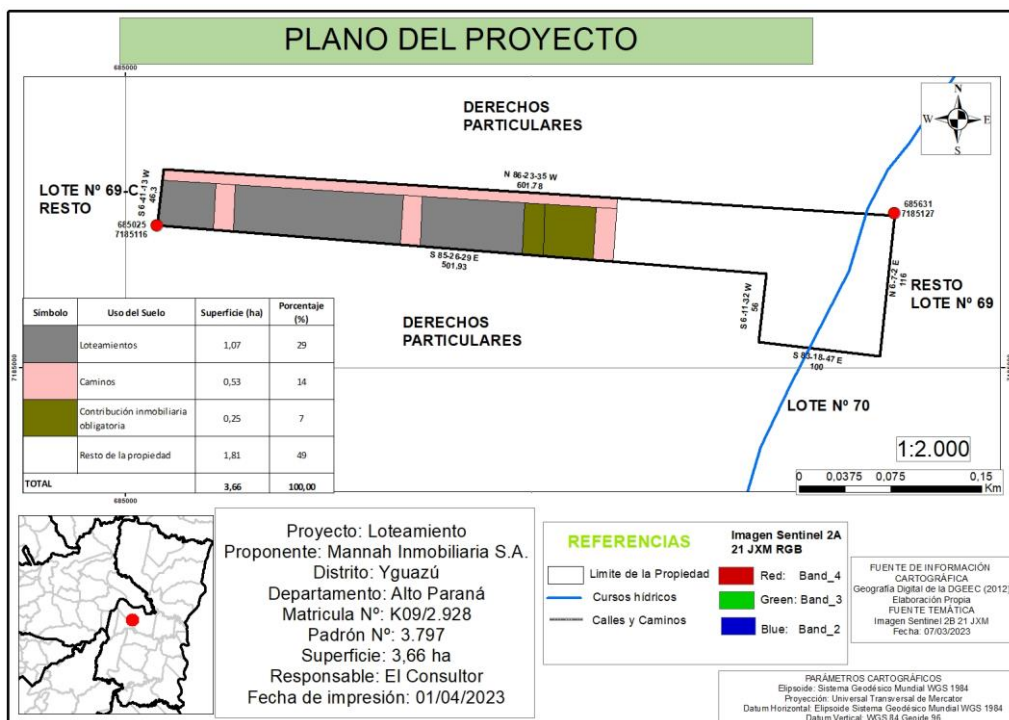 PLANO DEL PROYECTO
685000
N
W
E
S
DERECHOS
PARTICULARES
N 86-23-35 W
601.78
LOTE Nº 69-C
RESTO
S 6-41-13 W
46.3
685025
7185116
685631
7185127
S 85-26-29 E
501.93
N 6-7-2 E
116
RESTO
LOTE Nº 69
S 6-11-32 W
56
DERECHOS
PARTICULARES
S 83-18-47 E
100
LOTE Nº 70
7185000
Símbolo Uso del Suelo Superficie (ha) Porcentaje
(%)
Loteamientos 1,07 29
Caminos 0,53 14
Contribución inmobiliaria
obligatoria 0,25 7
Resto de la propiedad 1,81 49
TOTAL 3,66 100,00
1:2.000
0 0,0375 0,075 0,15
Km
685000
Proyecto: Loteamiento
Proponente: Mannah Inmobiliaria S.A.
Distrito: Yguazú
Departamento: Alto Paraná
Matricula Nº: K09/2.928
Padrón Nº: 3.797
Superficie: 3,66 ha
Responsable: El Consultor
Fecha de impresión: 01/04/2023
REFERENCIAS
Limite de la Propiedad
Cursos hídricos
Calles y Caminos
Imagen Sentinel 2A
21 JXM RGB
Red: Band_4
Green: Band_3
Blue: Band_2
FUENTE DE INFORMACIÓN
CARTOGRÁFICA
Geografía Digital de la DGEEC (2012)
Elaboración Propia
FUENTE TEMÁTICA
Imagen Sentinel 2B 21 JXM
Fecha: 07/03/2023
PARÁMETROS CARTOGRÁFICOS
Elipsoide: Sistema Geodésico Mundial WGS 1984
Proyección: Universal Transversal de Mercator
Datum Horizontal: Elipsoide Sistema Geodésico Mundial WGS 1984
Datum Vertical: WGS 84 Geoide 96